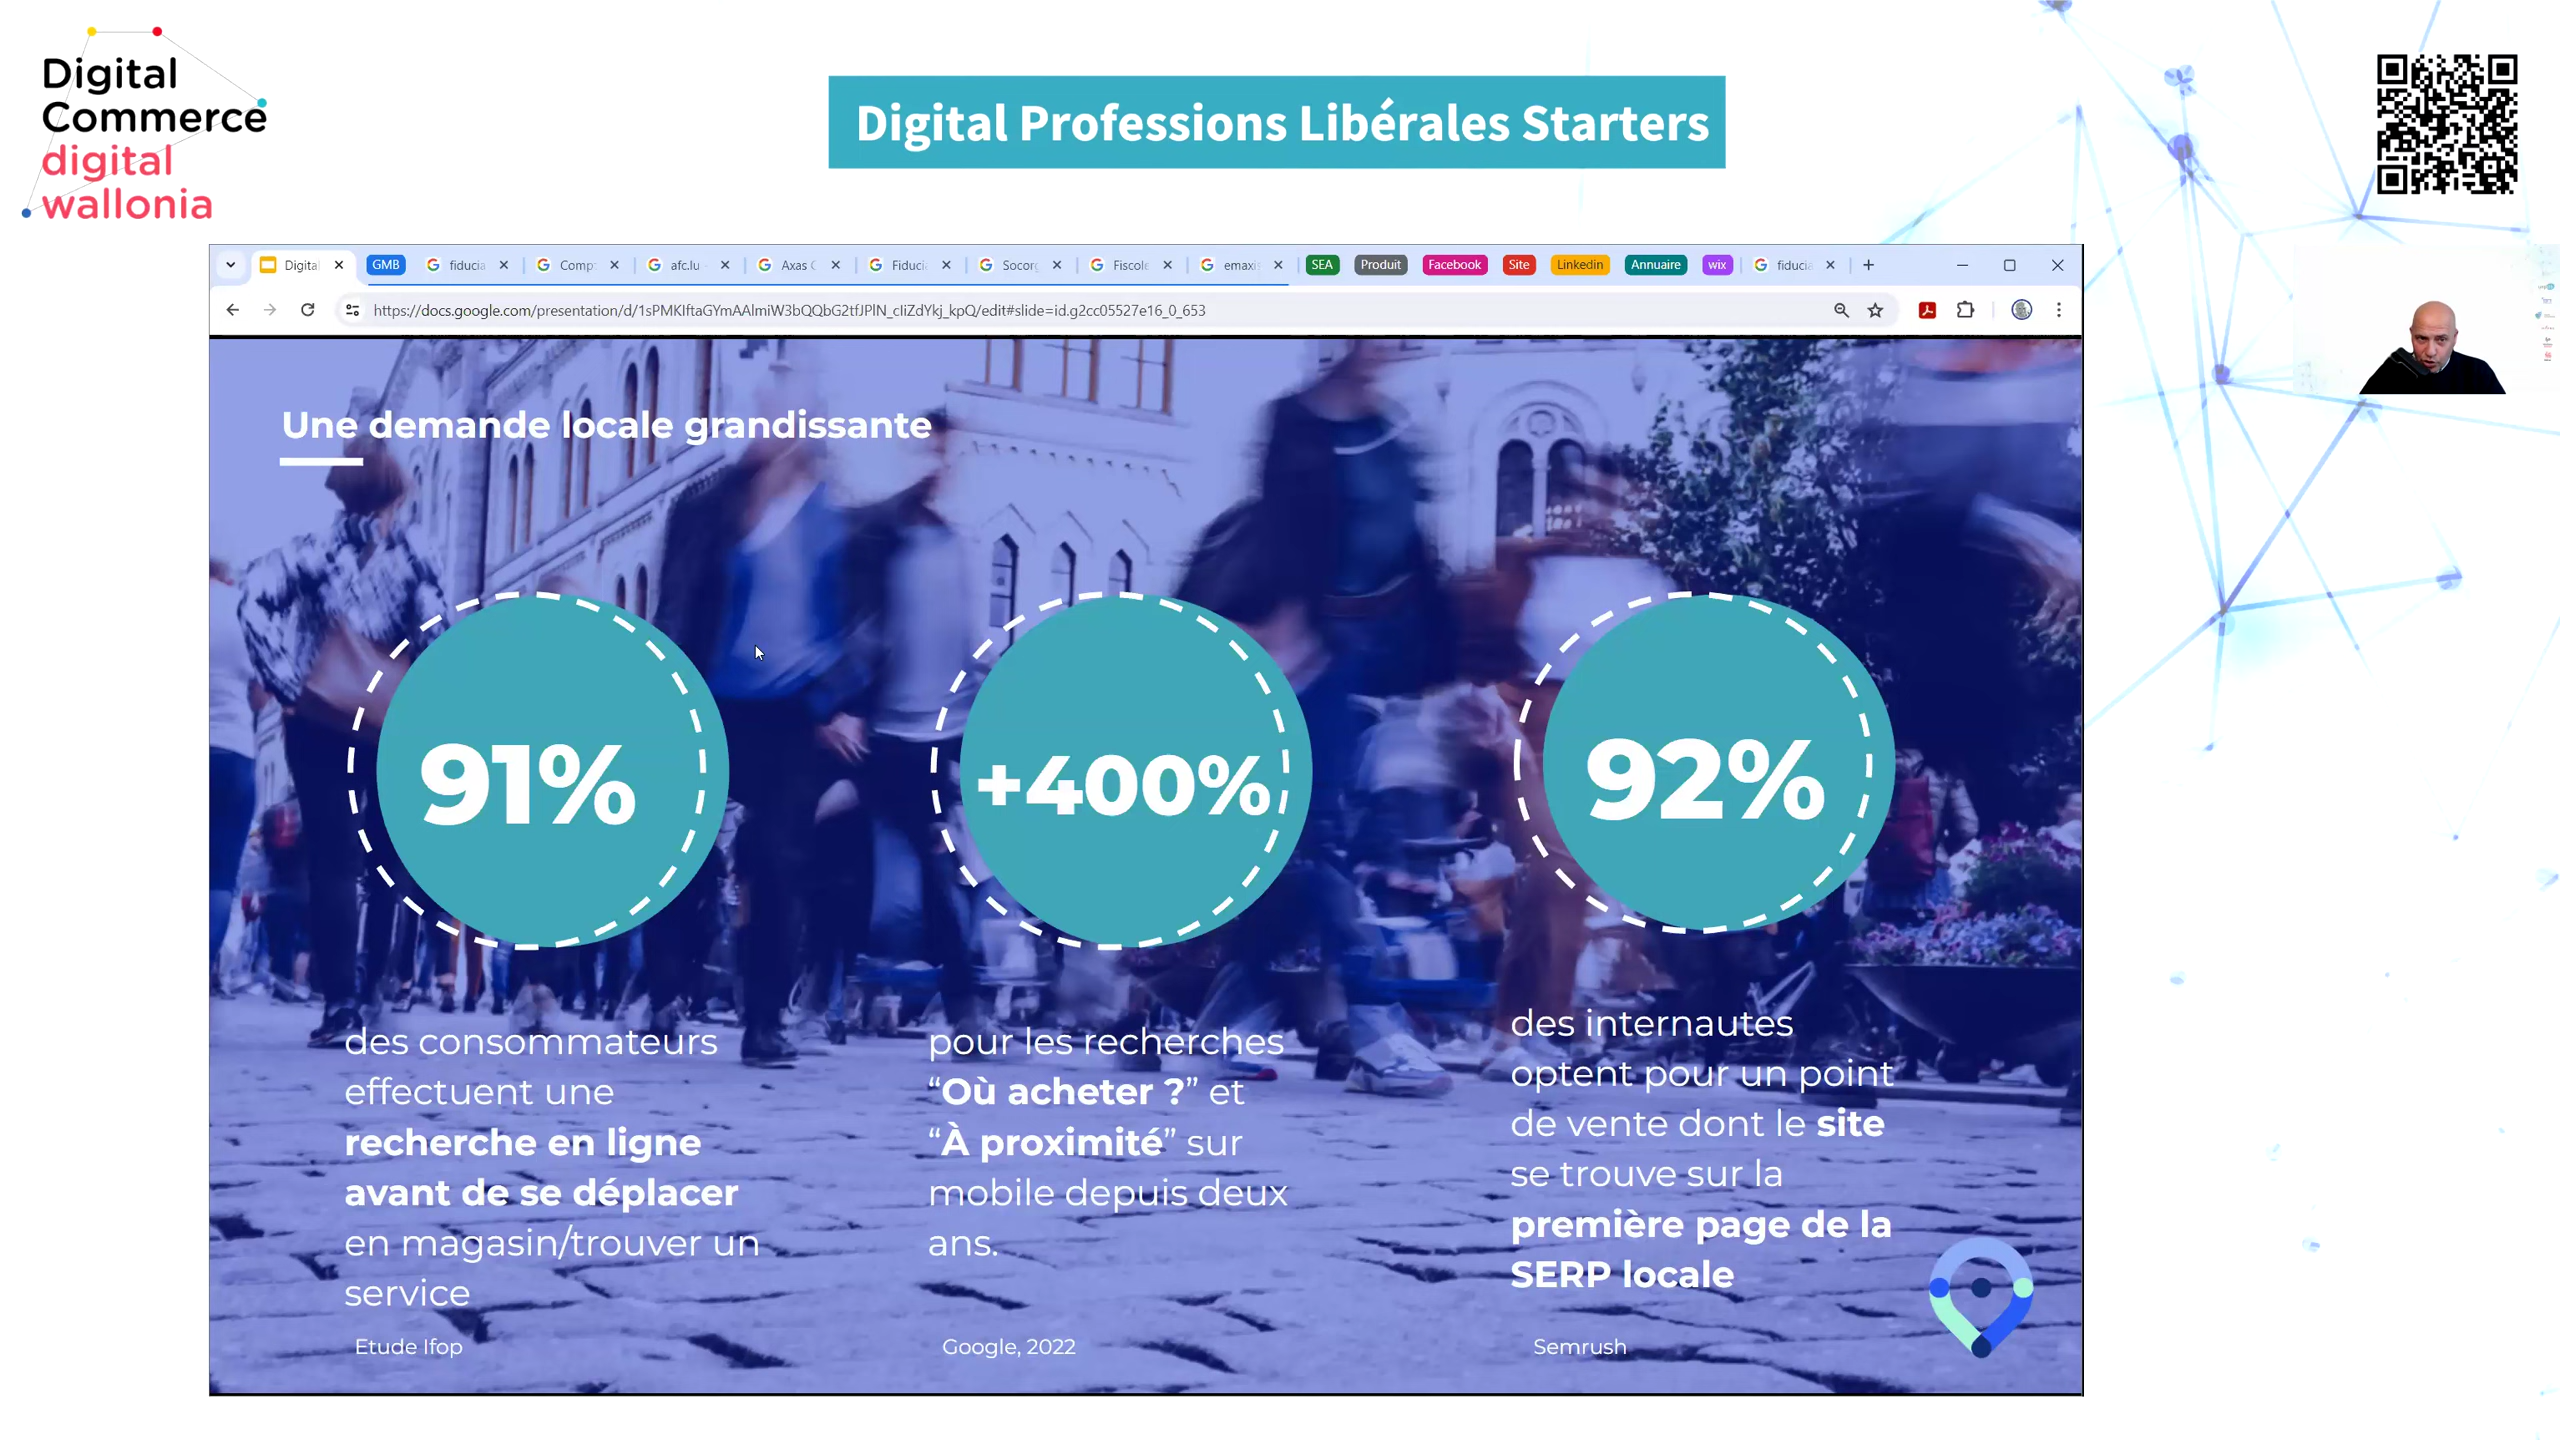 Digital
Commerce
digital
wallonia
Digital Professions Libérales Starters
Digital
GMB
fiducia
Comp
afc.lu
Axas
Fiduci
Socorg
Fiscole
emaxi
SEA
Produit
Facebook
Site
Linkedin
Annuaire
wix
fiducia
https://docs.google.com/presentation/d/1sPMKIftaGYmAAlmiW3bQQbG2tfJPlN_cIiZdYkj_kpQ/edit#slide=id.g2cc05527e16_0_653
Une demande locale grandissante
91%
des consommateurs
effectuent une
recherche en ligne
avant de se déplacer
en magasin/trouver un
service
Etude Ifop
+400%
pour les recherches
“Où acheter ?” et
“À proximité” sur
mobile depuis deux
ans.
Google, 2022
92%
des internautes
optent pour un point
de vente dont le site
se trouve sur la
première page de la
SERP locale
Semrush